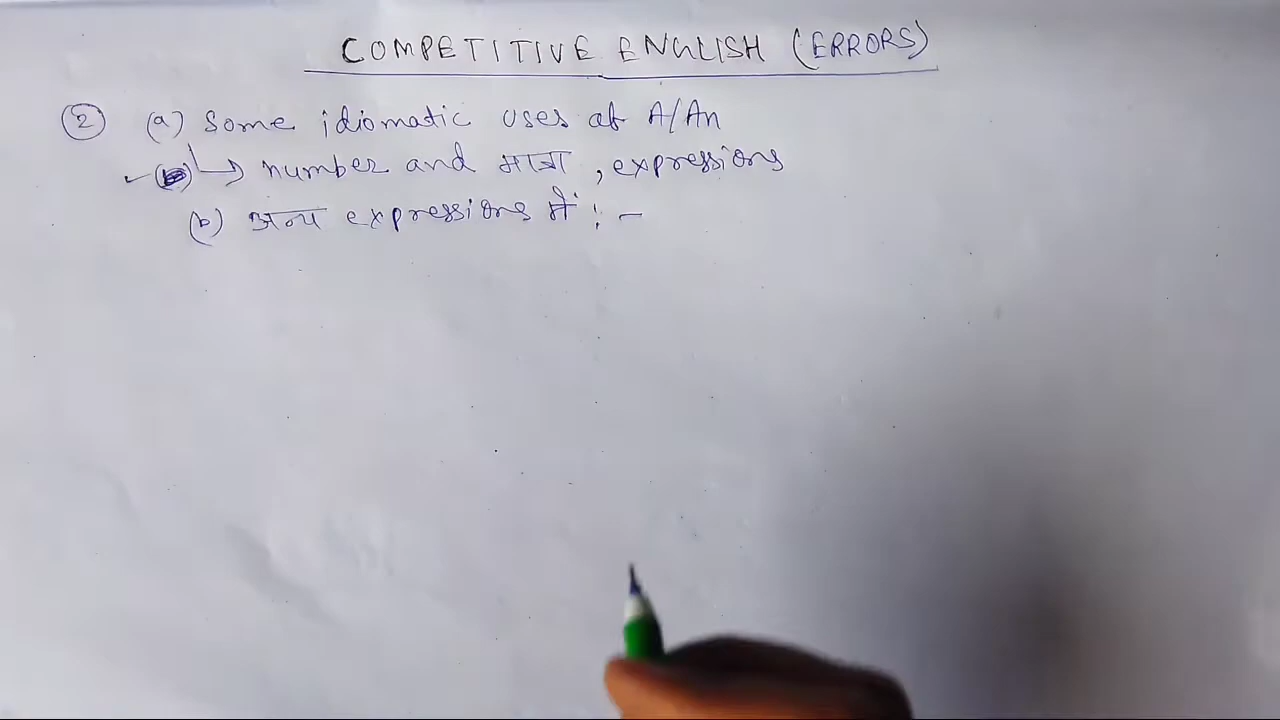 COMPETITIVE ENGLISH (ERRORS)
② (a) Some idiomatic uses of A/An
↳ number and मात्रा , expressions
(b) अन्य expressions में : -